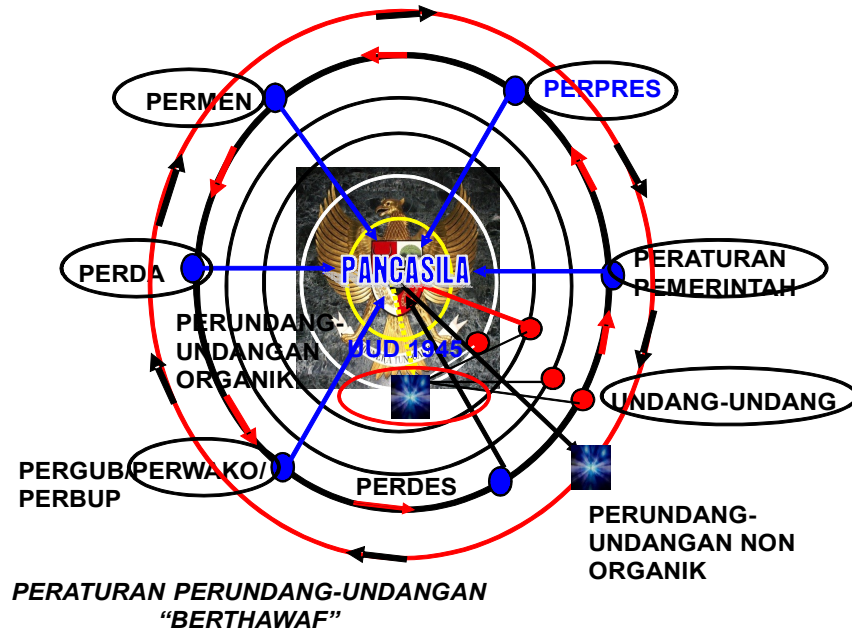 PERMEN
PERPRES
PERDA
PANCASILA
PERATURAN
PEMERINTAH
PERUNDANG-
UNDANGAN
ORGANIK
UUD 1945
UNDANG-UNDANG
PERGUB/PERWAKO/
PERBUP
PERDES
PERUNDANG-
UNDANGAN NON
ORGANIK
PERATURAN PERUNDANG-UNDANGAN
“BERTHAWAF”